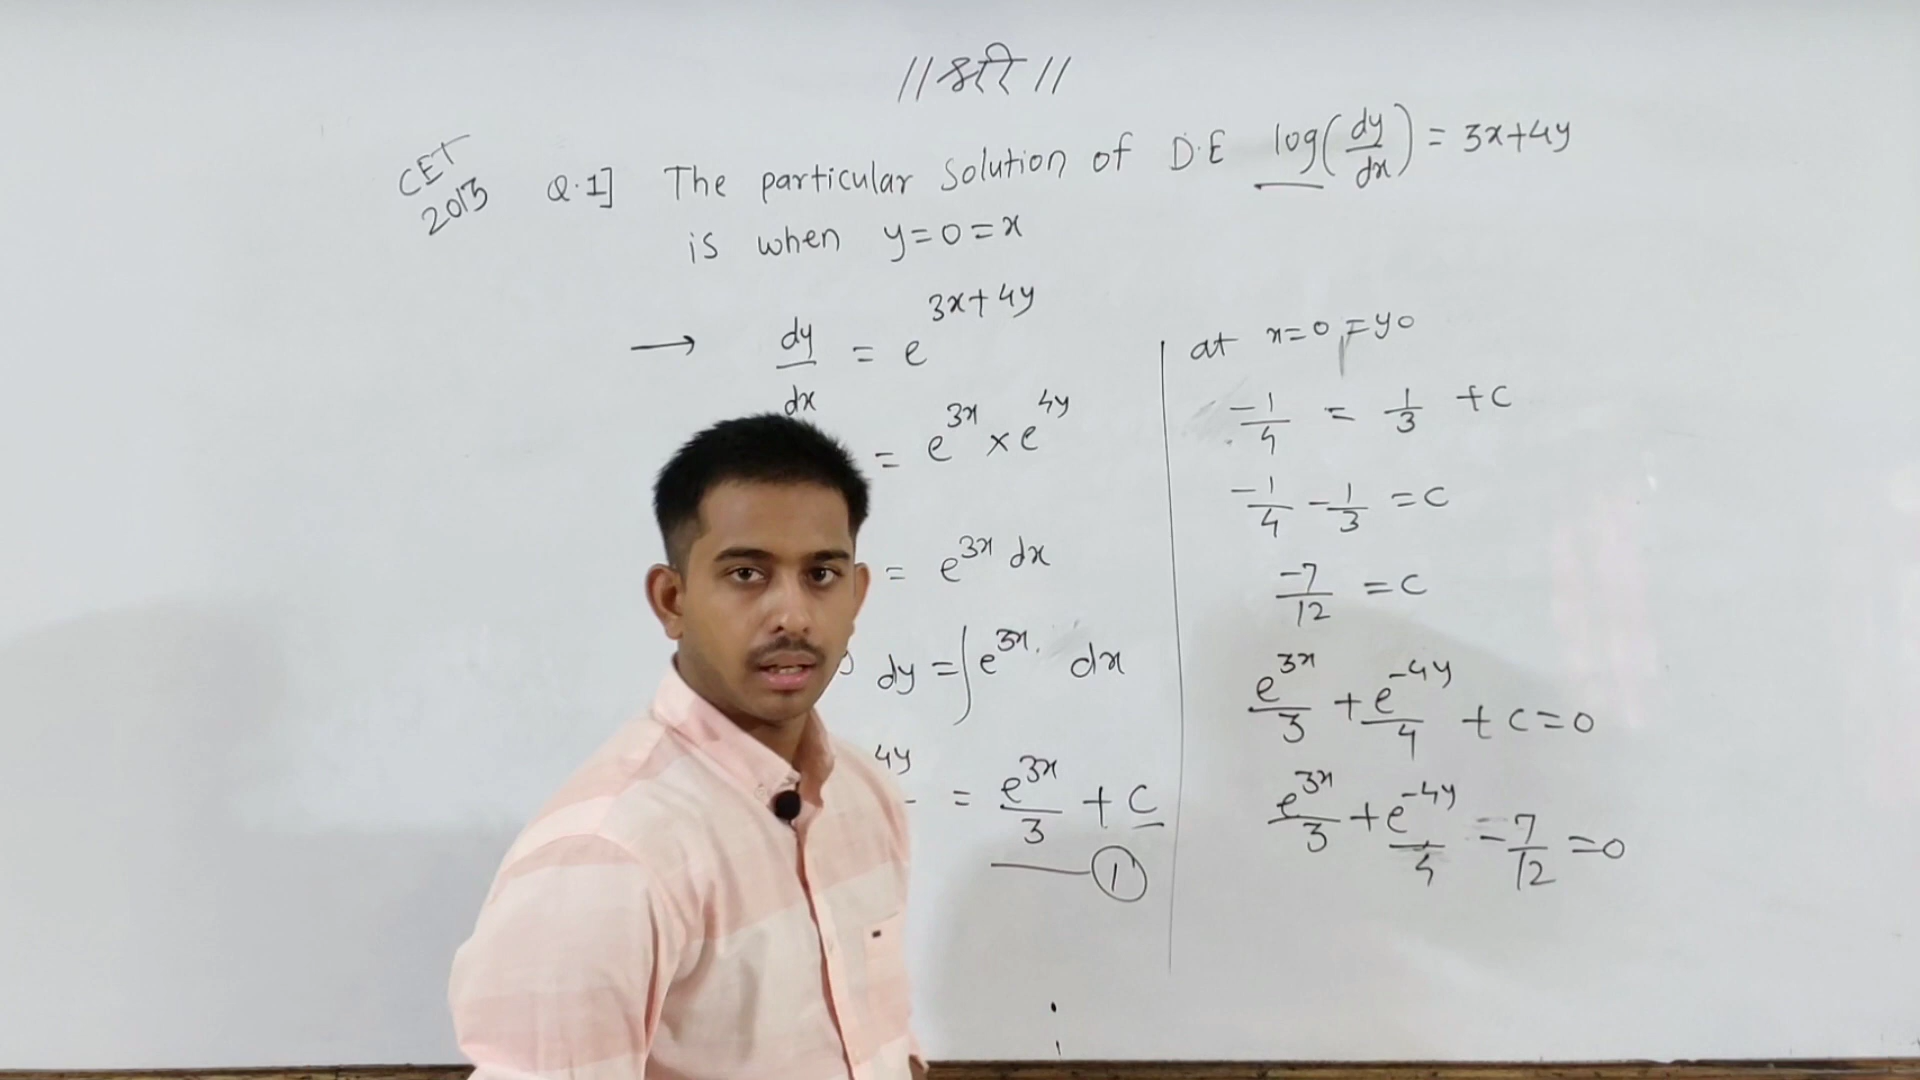 //श्री//
CET 2013
Q.1] The particular solution of D.E log(dy/dx) = 3x+4y
is when y=0=x
→ dy/dx = e^(3x+4y)
= e^(3x) × e^(4y)
= e^(3x) dx
dy = ∫e^(3x). dx
4y = e^(3x)/3 + c
①
at x=0=y0
-1/4 = 1/3 + c
-1/4 - 1/3 = c
-7/12 = c
e^(3x)/3 + e^(-4y)/4 + c = 0
e^(3x)/3 + e^(-4y)/4 - 7/12 = 0